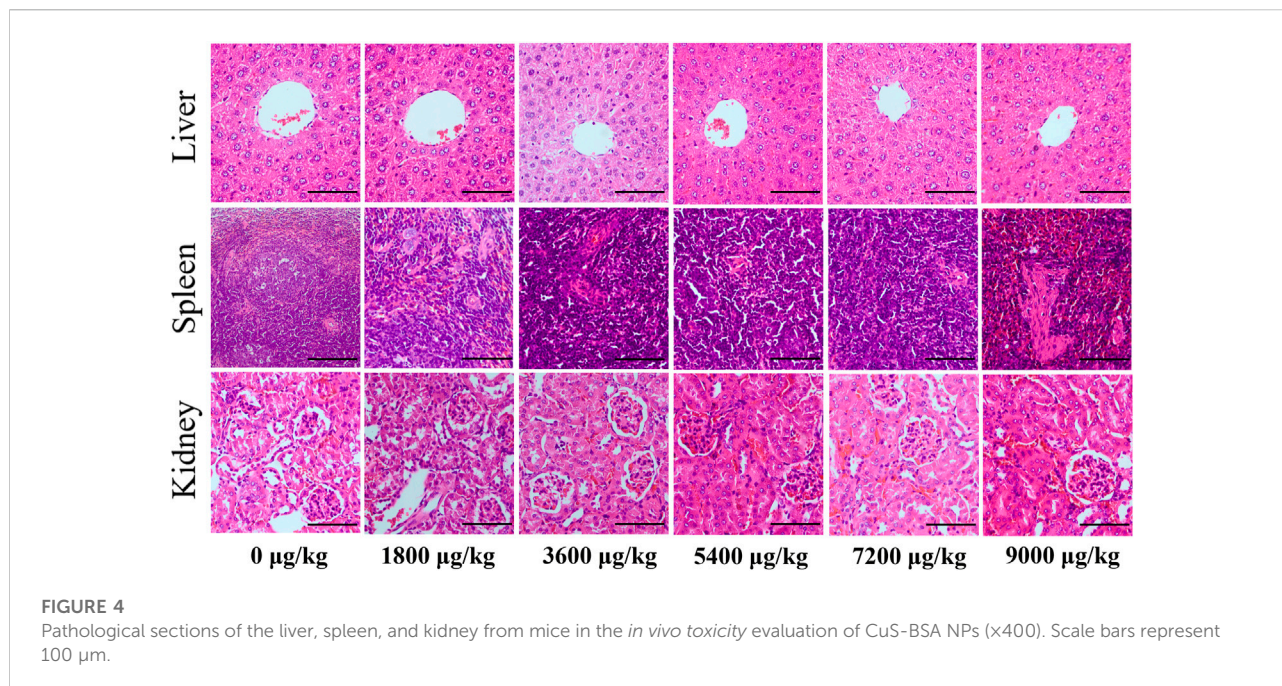 Liver
Spleen
Kidney
0 µg/kg 1800 µg/kg 3600 µg/kg 5400 µg/kg 7200 µg/kg 9000 µg/kg
FIGURE 4
Pathological sections of the liver, spleen, and kidney from mice in the in vivo toxicity evaluation of CuS-BSA NPs (×400). Scale bars represent
100 µm.